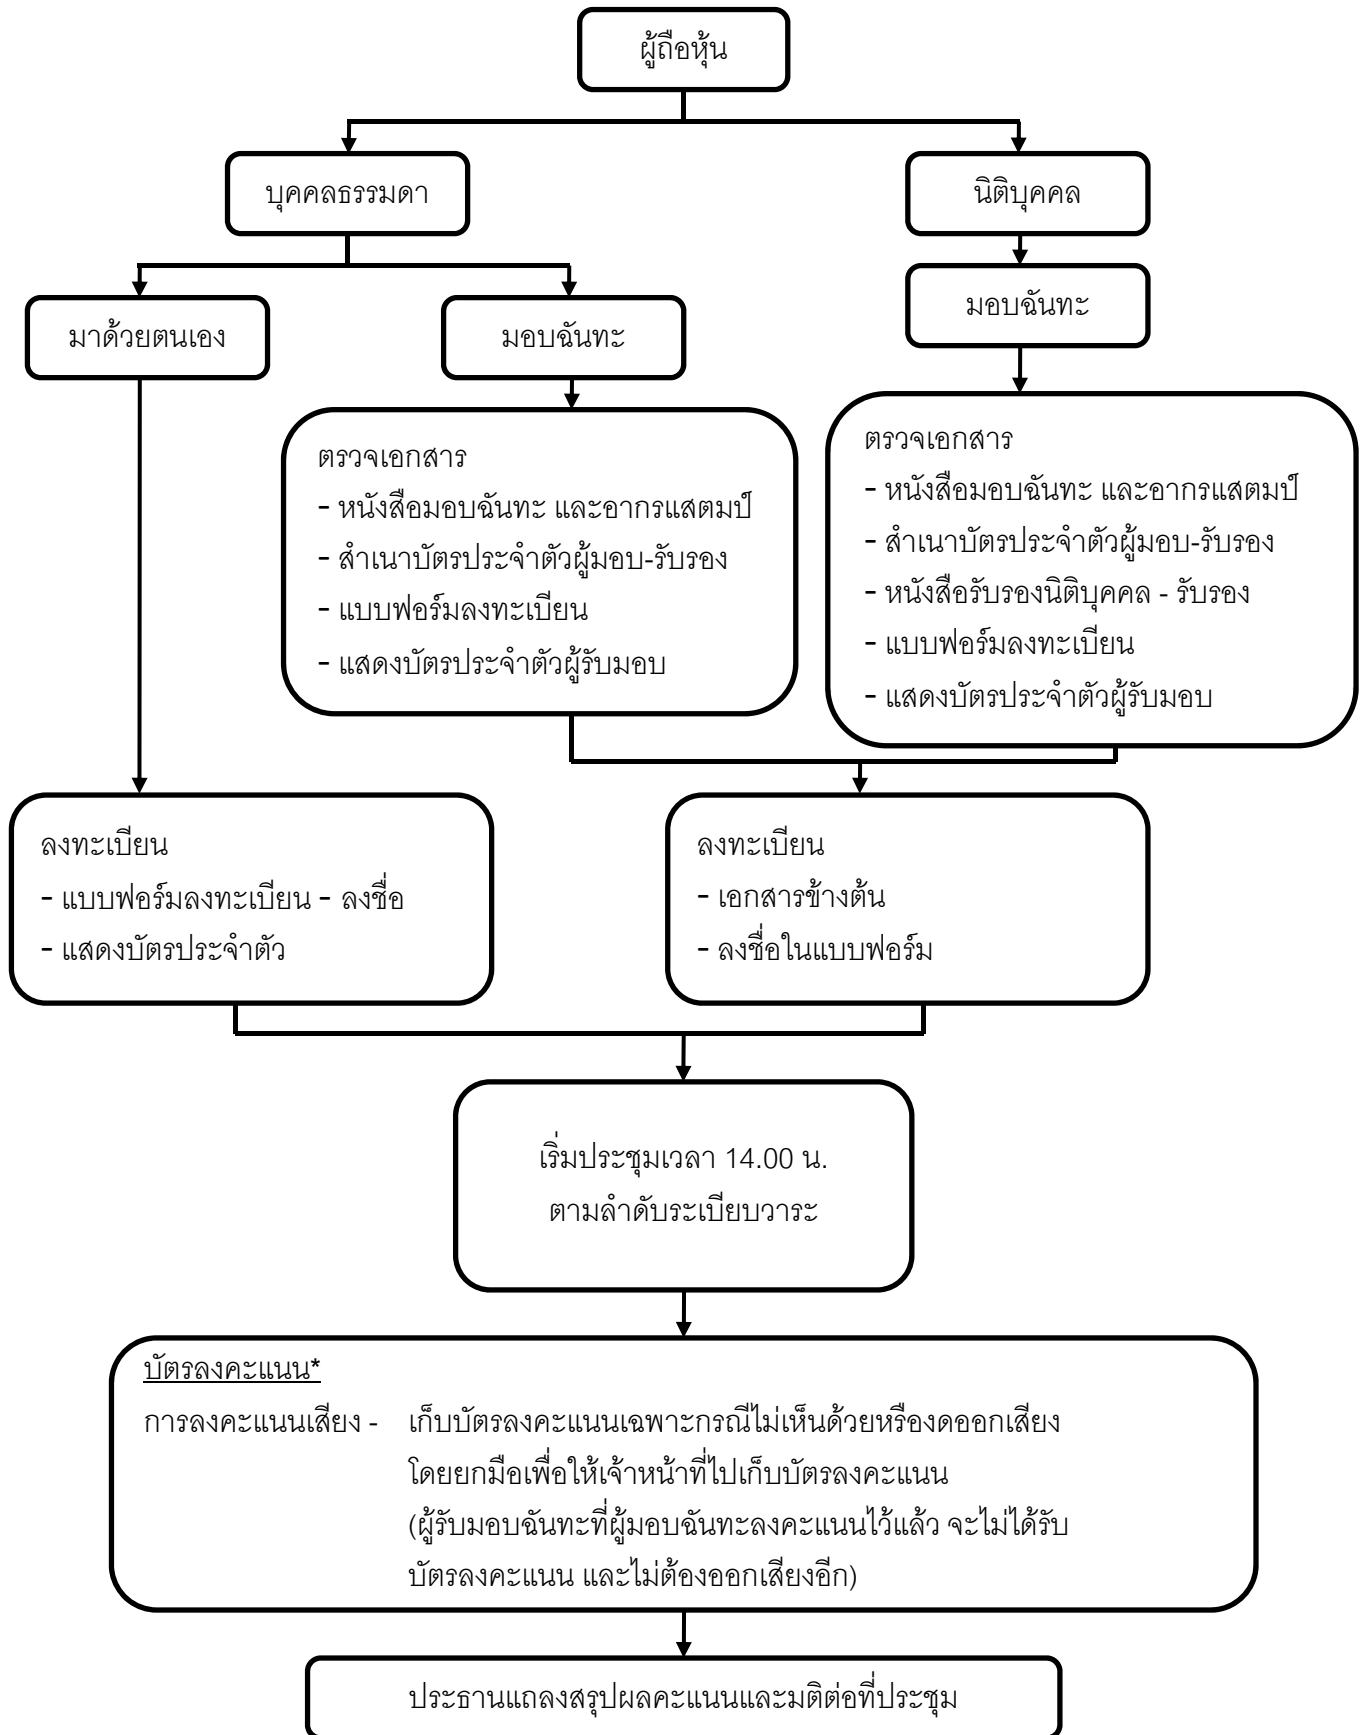 ผู้ถือหุ้น
บุคคลธรรมดา
นิติบุคคล
มาด้วยตนเอง
มอบฉันทะ
มอบฉันทะ
ตรวจเอกสาร
- หนังสือมอบฉันทะ และอากรแสตมป์
- สำเนาบัตรประจำตัวผู้มอบ-รับรอง
- แบบฟอร์มลงทะเบียน
- แสดงบัตรประจำตัวผู้รับมอบ
ตรวจเอกสาร
- หนังสือมอบฉันทะ และอากรแสตมป์
- สำเนาบัตรประจำตัวผู้มอบ-รับรอง
- หนังสือรับรองนิติบุคคล - รับรอง
- แบบฟอร์มลงทะเบียน
- แสดงบัตรประจำตัวผู้รับมอบ
ลงทะเบียน
- แบบฟอร์มลงทะเบียน - ลงชื่อ
- แสดงบัตรประจำตัว
ลงทะเบียน
- เอกสารข้างต้น
- ลงชื่อในแบบฟอร์ม
เริ่มประชุมเวลา 14.00 น.
ตามลำดับระเบียบวาระ
บัตรลงคะแนน*
การลงคะแนนเสียง - เก็บบัตรลงคะแนนเฉพาะกรณีไม่เห็นด้วยหรืองดออกเสียง
โดยยกมือเพื่อให้เจ้าหน้าที่ไปเก็บบัตรลงคะแนน
(ผู้รับมอบฉันทะที่ผู้มอบฉันทะลงคะแนนไว้แล้ว จะไม่ได้รับ
บัตรลงคะแนน และไม่ต้องออกเสียงอีก)
ประธานแถลงสรุปผลคะแนนและมติต่อที่ประชุม